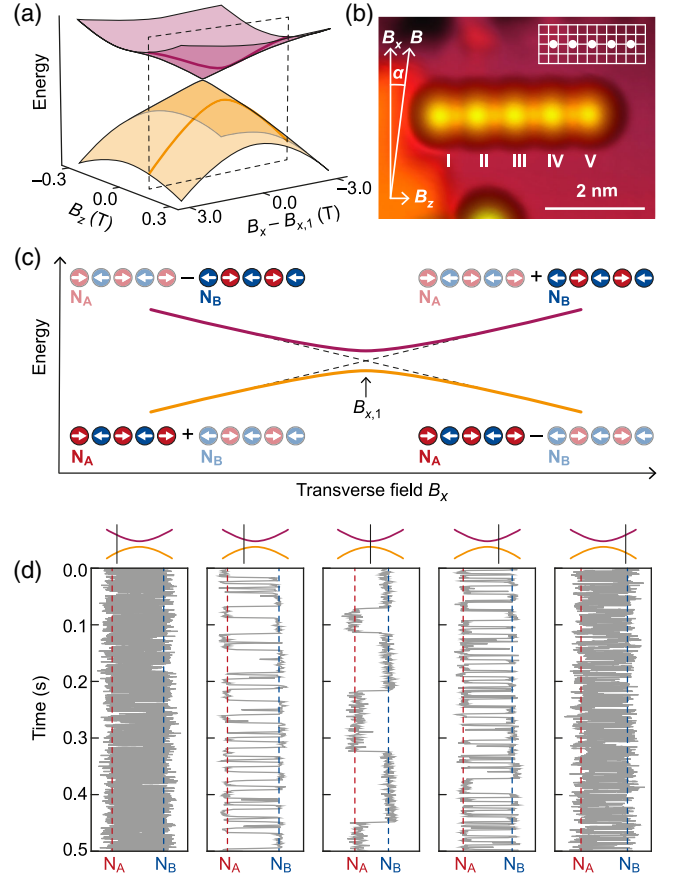 (a)
Energy
−0.3
0.0
0.3
B_z (T)
3.0
0.0
−3.0
B_x − B_x,1 (T)
(b)
B_x B
α
B_z
I II III IV V
2 nm
(c)
Energy
− +
N_A N_B N_A N_B
B_x,1
+ −
N_A N_B N_A N_B
Transverse field B_x
(d)
Time (s)
0.0
0.1
0.2
0.3
0.4
0.5
N_A N_B N_A N_B N_A N_B N_A N_B N_A N_B